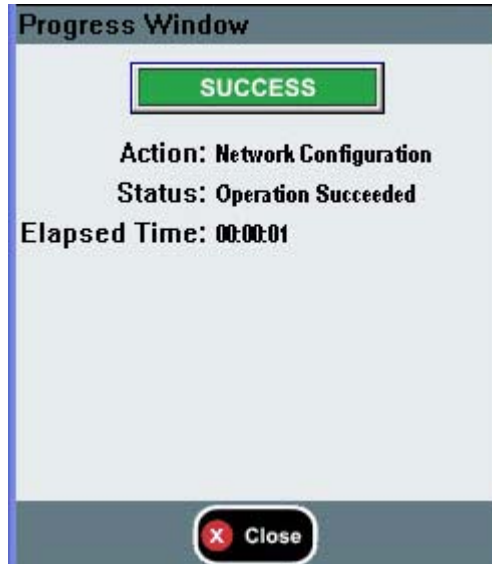 Progress Window
SUCCESS
Action: Network Configuration
Status: Operation Succeeded
Elapsed Time: 00:00:01
X Close